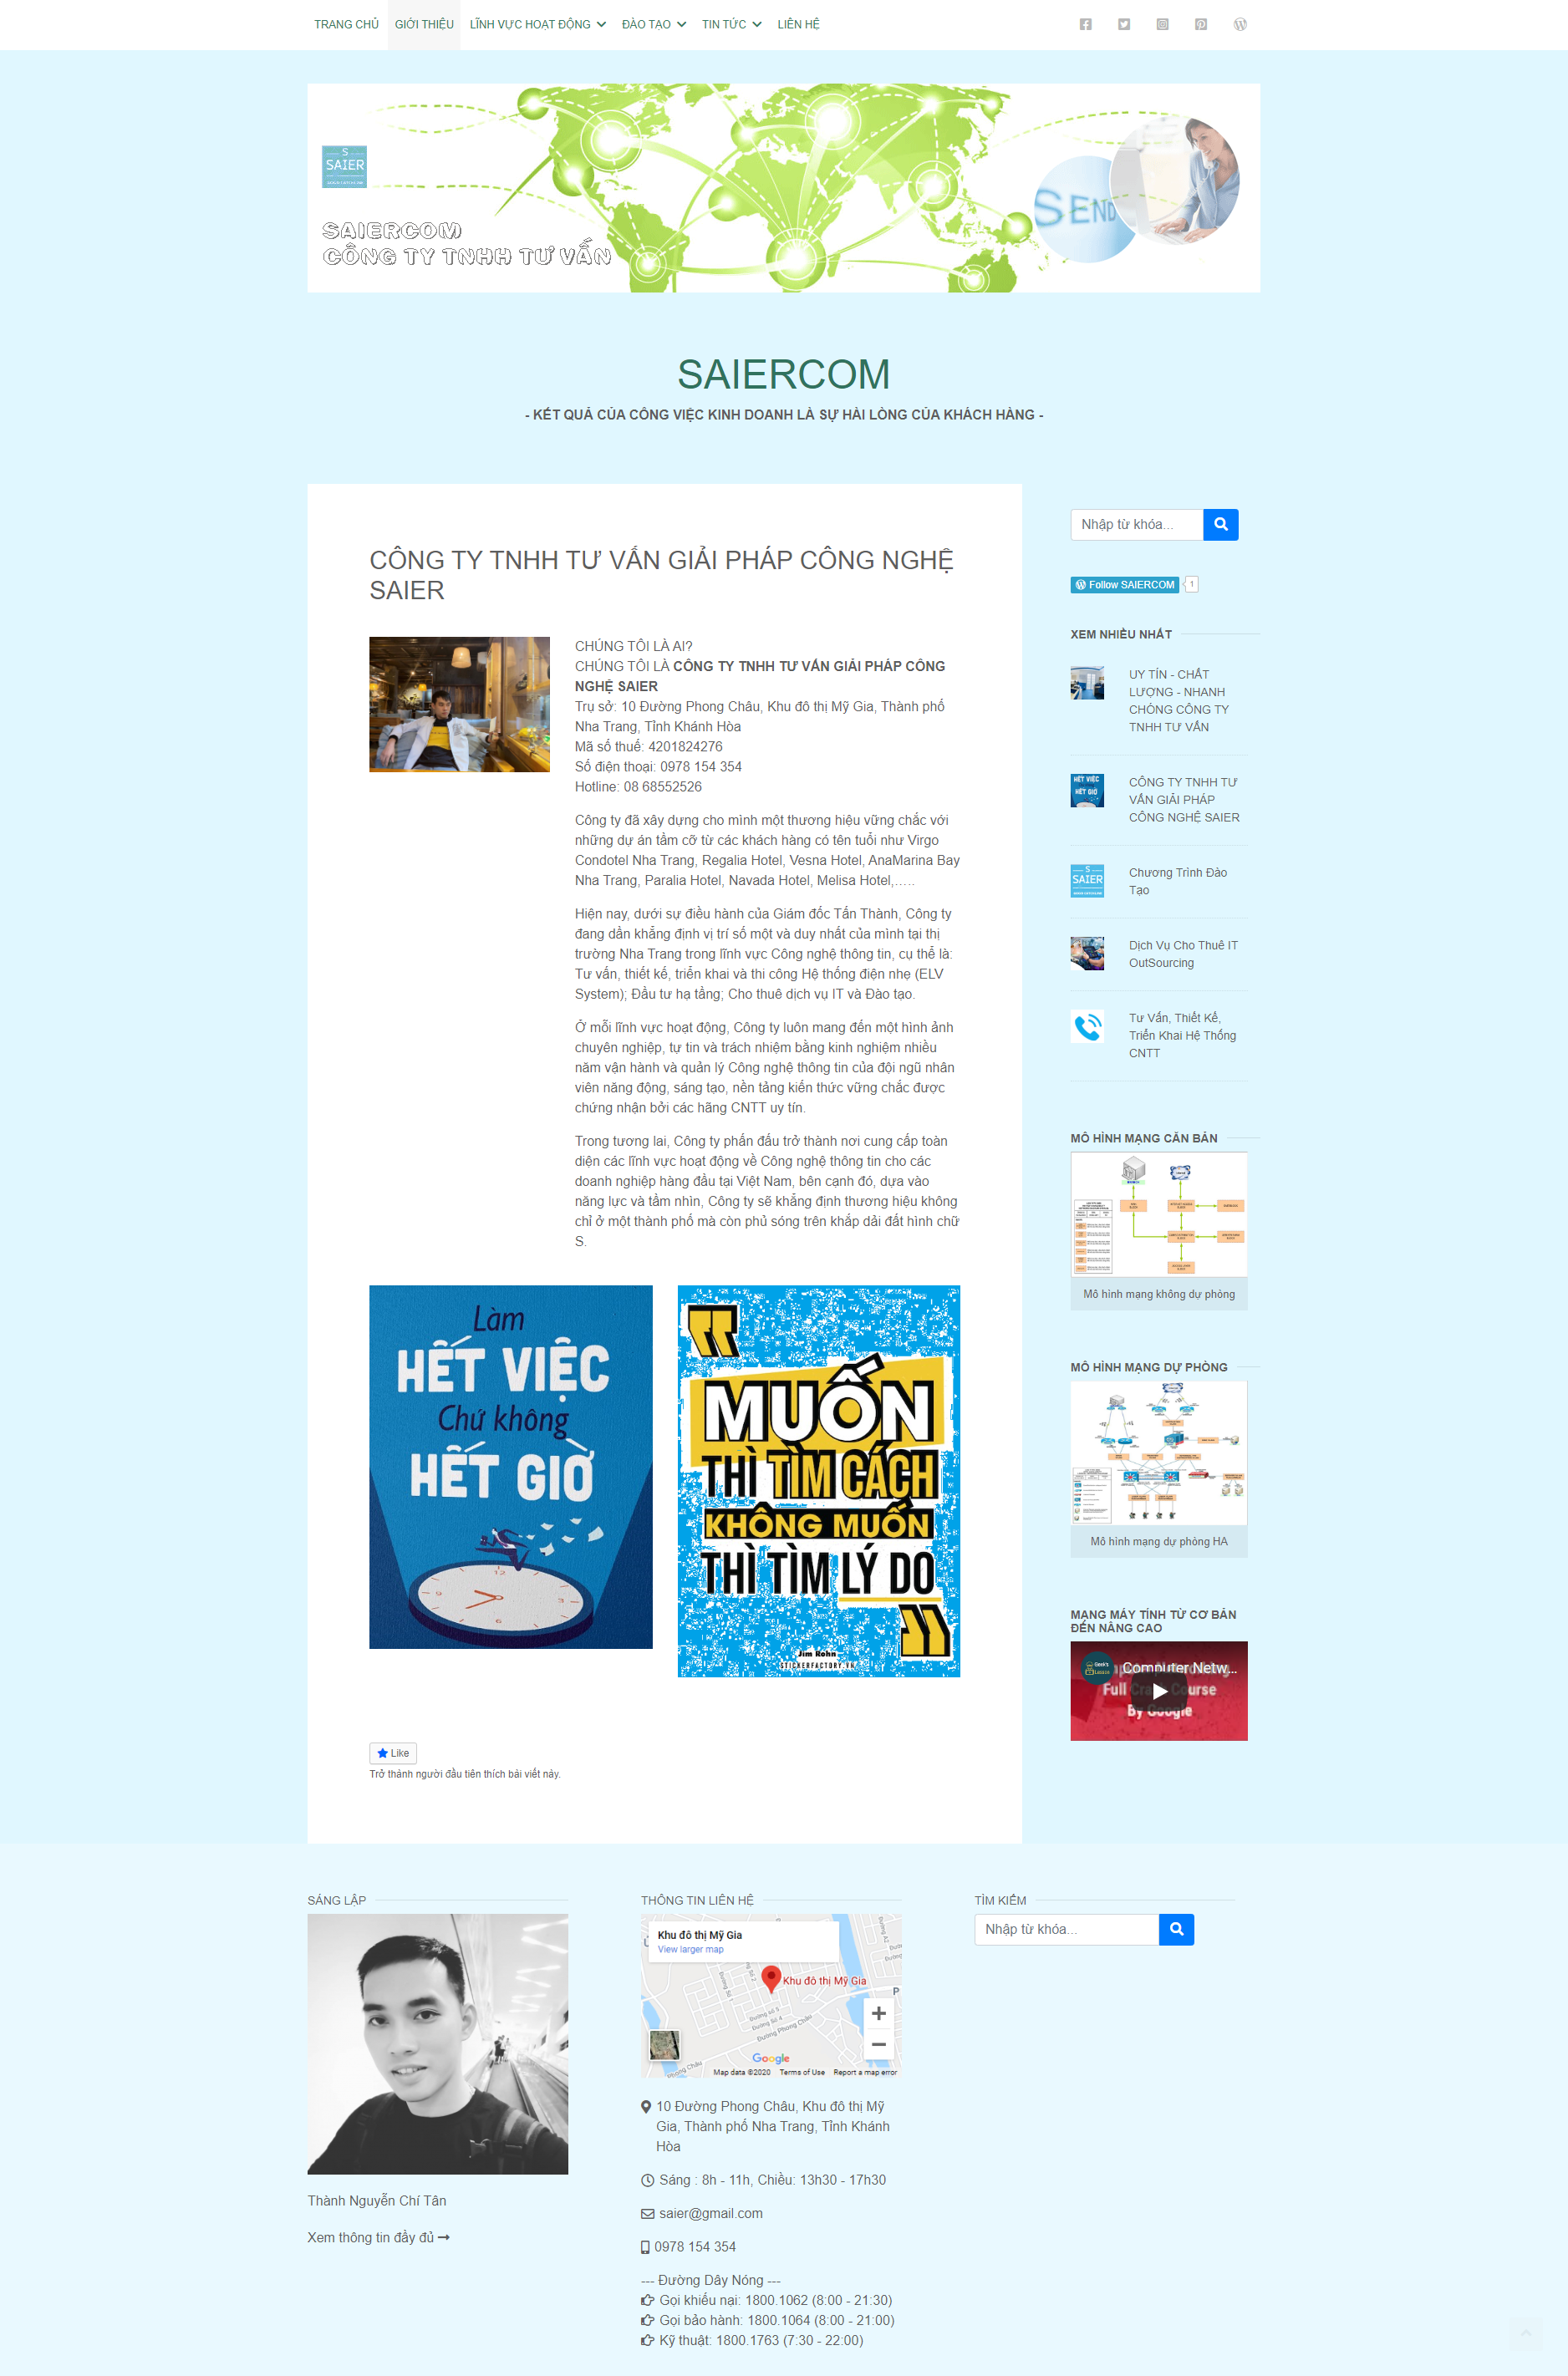 TRANG CHỦ GIỚI THIỆU LĨNH VỰC HOẠT ĐỘNG ĐÀO TẠO TIN TỨC LIÊN HỆ
S
SAIER
SEND
SAIERCOM
CÔNG TY TNHH TƯ VẤN
SAIERCOM
- KẾT QUẢ CỦA CÔNG VIỆC KINH DOANH LÀ SỰ HÀI LÒNG CỦA KHÁCH HÀNG -
CÔNG TY TNHH TƯ VẤN GIẢI PHÁP CÔNG NGHỆ
SAIER
CHÚNG TÔI LÀ AI?
CHÚNG TÔI LÀ CÔNG TY TNHH TƯ VẤN GIẢI PHÁP CÔNG
NGHỆ SAIER
Trụ sở: 10 Đường Phong Châu, Khu đô thị Mỹ Gia, Thành phố
Nha Trang, Tỉnh Khánh Hòa
Mã số thuế: 4201824276
Số điện thoại: 0978 154 354
Hotline: 08 68552526
Công ty đã xây dựng cho mình một thương hiệu vững chắc với
những dự án tầm cỡ từ các khách hàng có tên tuổi như Virgo
Condotel Nha Trang, Regalia Hotel, Vesna Hotel, AnaMarina Bay
Nha Trang, Paralia Hotel, Navada Hotel, Melisa Hotel,…..
Hiện nay, dưới sự điều hành của Giám đốc Tấn Thành, Công ty
đang dần khẳng định vị trí số một và duy nhất của mình tại thị
trường Nha Trang trong lĩnh vực Công nghệ thông tin, cụ thể là:
Tư vấn, thiết kế, triển khai và thi công Hệ thống điện nhẹ (ELV
System); Đầu tư hạ tầng; Cho thuê dịch vụ IT và Đào tạo.
Ở mỗi lĩnh vực hoạt động, Công ty luôn mang đến một hình ảnh
chuyên nghiệp, tự tin và trách nhiệm bằng kinh nghiệm nhiều
năm vận hành và quản lý Công nghệ thông tin của đội ngũ nhân
viên năng động, sáng tạo, nền tảng kiến thức vững chắc được
chứng nhận bởi các hãng CNTT uy tín.
Trong tương lai, Công ty phấn đấu trở thành nơi cung cấp toàn
diện các lĩnh vực hoạt động về Công nghệ thông tin cho các
doanh nghiệp hàng đầu tại Việt Nam, bên cạnh đó, dựa vào
năng lực và tầm nhìn, Công ty sẽ khẳng định thương hiệu không
chỉ ở một thành phố mà còn phủ sóng trên khắp dải đất hình chữ
S.
Làm
HẾT VIỆC
Chứ không
HẾT GIỜ
MUỐN
THÌ TÌM CÁCH
KHÔNG MUỐN
THÌ TÌM LÝ DO
Jim Rohn
STICKERFACTORY.VN
Like
Trở thành người đầu tiên thích bài viết này.
Nhập từ khóa...
Follow SAIERCOM 1
XEM NHIỀU NHẤT
UY TÍN - CHẤT
LƯỢNG - NHANH
CHÓNG CÔNG TY
TNHH TƯ VẤN
HẾT VIỆC
HẾT GIỜ
CÔNG TY TNHH TƯ
VẤN GIẢI PHÁP
CÔNG NGHỆ SAIER
S
SAIER
Chương Trình Đào
Tạo
Dịch Vụ Cho Thuê IT
OutSourcing
Tư Vấn, Thiết Kế,
Triển Khai Hệ Thống
CNTT
MÔ HÌNH MẠNG CĂN BẢN
Mô hình mạng không dự phòng
MÔ HÌNH MẠNG DỰ PHÒNG
Mô hình mạng dự phòng HA
MẠNG MÁY TÍNH TỪ CƠ BẢN
ĐẾN NÂNG CAO
Computer Netw...
Full Crash Course
By Google
SÁNG LẬP
Thành Nguyễn Chí Tân
Xem thông tin đầy đủ
THÔNG TIN LIÊN HỆ
Khu đô thị Mỹ Gia
View larger map
Khu đô thị Mỹ Gia
Đường A2
Đường Số 2
Đường Số 5
Đường Số 4
Đường Phong Châu
Phong Châu
P
Google
Map data ©2020 Terms of Use Report a map error
10 Đường Phong Châu, Khu đô thị Mỹ
Gia, Thành phố Nha Trang, Tỉnh Khánh
Hòa
Sáng : 8h - 11h, Chiều: 13h30 - 17h30
saier@gmail.com
0978 154 354
--- Đường Dây Nóng ---
Gọi khiếu nại: 1800.1062 (8:00 - 21:30)
Gọi bảo hành: 1800.1064 (8:00 - 21:00)
Kỹ thuật: 1800.1763 (7:30 - 22:00)
TÌM KIẾM
Nhập từ khóa...